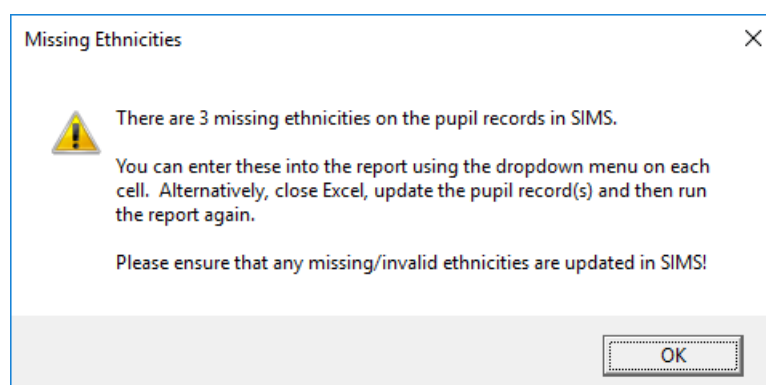 Missing Ethnicities
There are 3 missing ethnicities on the pupil records in SIMS.
You can enter these into the report using the dropdown menu on each
cell.  Alternatively, close Excel, update the pupil record(s) and then run
the report again.
Please ensure that any missing/invalid ethnicities are updated in SIMS!
OK